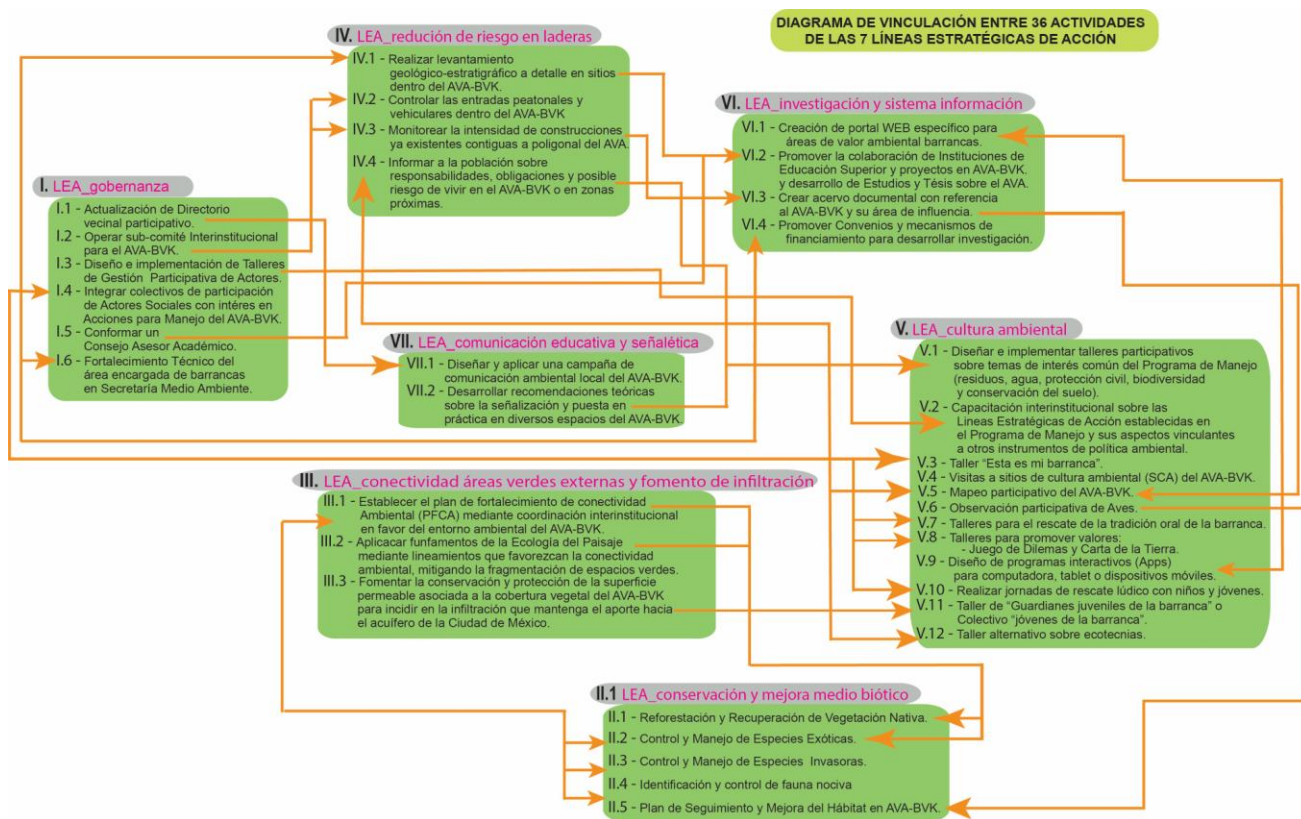 DIAGRAMA DE VINCULACIÓN ENTRE 36 ACTIVIDADES
DE LAS 7 LÍNEAS ESTRATÉGICAS DE ACCIÓN
IV. LEA_redución de riesgo en laderas
IV.1 - Realizar levantamiento
geológico-estratigráfico a detalle en sitios
dentro del AVA-BVK.
IV.2 - Controlar las entradas peatonales y
vehiculares dentro del AVA-BVK
IV.3 - Monitorear la intensidad de construcciones
ya existentes contiguas a poligonal del AVA.
IV.4 - Informar a la población sobre
responsabilidades, obligaciones y posible
riesgo de vivir en el AVA-BVK o en zonas
próximas.
VI. LEA_investigación y sistema información
VI.1 - Creación de portal WEB específico para
áreas de valor ambiental barrancas.
VI.2 - Promover la colaboración de Instituciones de
Educación Superior y proyectos en AVA-BVK.
y desarrollo de Estudios y Tésis sobre el AVA.
VI.3 - Crear acervo documental con referencia
al AVA-BVK y su área de influencia.
VI.4 - Promover Convenios y mecanismos de
financiamiento para desarrollar investigación.
I. LEA_gobernanza
I.1 - Actualización de Directorio
vecinal participativo.
I.2 - Operar sub-comité Interinstitucional
para el AVA-BVK.
I.3 - Diseño e implementación de Talleres
de Gestión Participativa de Actores.
I.4 - Integrar colectivos de participación
de Actores Sociales con intéres en
Acciones para Manejo del AVA-BVK.
I.5 - Conformar un
Consejo Asesor Académico.
I.6 - Fortalecimiento Técnico del
área encargada de barrancas
en Secretaría Medio Ambiente.
VII. LEA_comunicación educativa y señalética
VII.1 - Diseñar y aplicar una campaña de
comunicación ambiental local del AVA-BVK.
VII.2 - Desarrollar recomendaciones teóricas
sobre la señalización y puesta en
práctica en diversos espacios del AVA-BVK.
V. LEA_cultura ambiental
V.1 - Diseñar e implementar talleres participativos
sobre temas de interés común del Programa de Manejo
(residuos, agua, protección civil, biodiversidad
y conservación del suelo).
V.2 - Capacitación interinstitucional sobre las
Líneas Estratégicas de Acción establecidas en
el Programa de Manejo y sus aspectos vinculantes
a otros instrumentos de política ambiental.
V.3 - Taller "Esta es mi barranca".
V.4 - Visitas a sitios de cultura ambiental (SCA) del AVA-BVK.
V.5 - Mapeo participativo del AVA-BVK.
V.6 - Observación participativa de Aves.
V.7 - Talleres para el rescate de la tradición oral de la barranca.
V.8 - Talleres para promover valores:
- Juego de Dilemas y Carta de la Tierra.
V.9 - Diseño de programas interactivos (Apps)
para computadora, tablet o dispositivos móviles.
V.10 - Realizar jornadas de rescate lúdico con niños y jóvenes.
V.11 - Taller de "Guardianes juveniles de la barranca" o
Colectivo "jóvenes de la barranca".
V.12 - Taller alternativo sobre ecotecnias.
III. LEA_conectividad áreas verdes externas y fomento de infiltración
III.1 - Establecer el plan de fortalecimiento de conectividad
Ambiental (PFCA) mediante coordinación interinstitucional
en favor del entorno ambiental del AVA-BVK.
III.2 - Aplicacar funfamentos de la Ecología del Paisaje
mediante lineamientos que favorezcan la conectividad
ambiental, mitigando la fragmentación de espacios verdes.
III.3 - Fomentar la conservación y protección de la superficie
permeable asociada a la cobertura vegetal del AVA-BVK
para incidir en la infiltración que mantenga el aporte hacia
el acuífero de la Ciudad de México.
II.1 LEA_conservación y mejora medio biótico
II.1 - Reforestación y Recuperación de Vegetación Nativa.
II.2 - Control y Manejo de Especies Exóticas.
II.3 - Control y Manejo de Especies Invasoras
II.4 - Identificación y control de fauna nociva
II.5 - Plan de Seguimiento y Mejora del Hábitat en AVA-BVK.